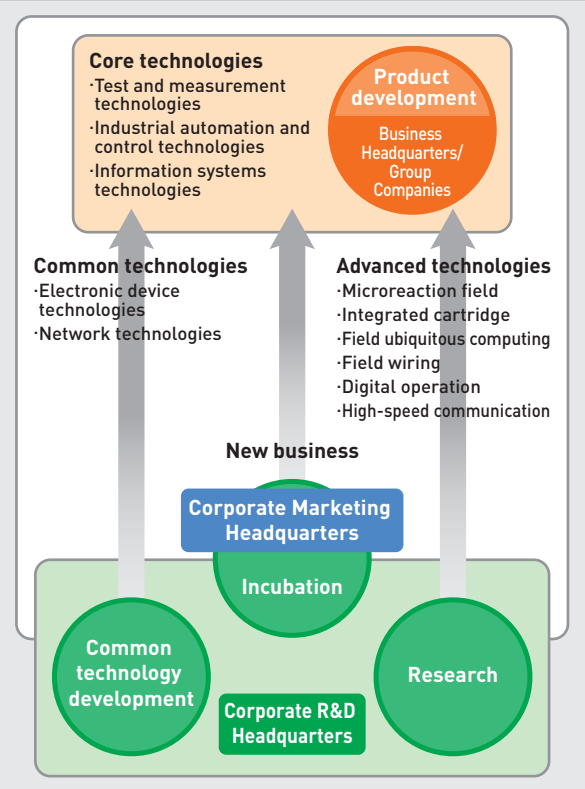 Core technologies
·Test and measurement
technologies
·Industrial automation and
control technologies
·Information systems
technologies
Product
development
Business
Headquarters/
Group
Companies
Common technologies
·Electronic device
technologies
·Network technologies
Advanced technologies
·Microreaction field
·Integrated cartridge
·Field ubiquitous computing
·Field wiring
·Digital operation
·High-speed communication
New business
Corporate Marketing
Headquarters
Incubation
Common
technology
development
Research
Corporate R&D
Headquarters